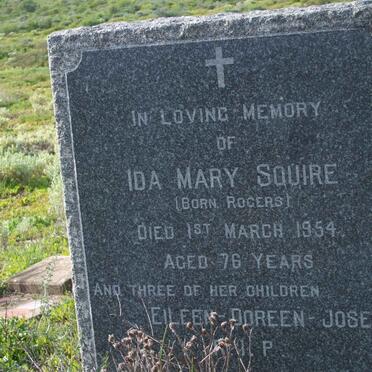 IN LOVING MEMORY
OF
IDA MARY SQUIRE
(BORN ROGERS)
DIED 1ST MARCH 1954.
AGED 76 YEARS
AND THREE OF HER CHILDREN
EILEEN-DOREEN-JOSE